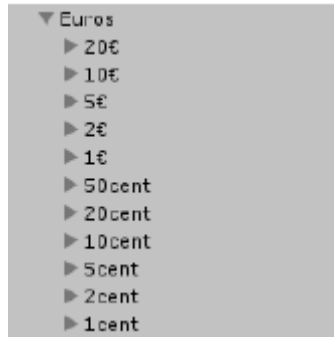 Euros
20€
10€
5€
2€
1€
50cent
20cent
10cent
5cent
2cent
1cent